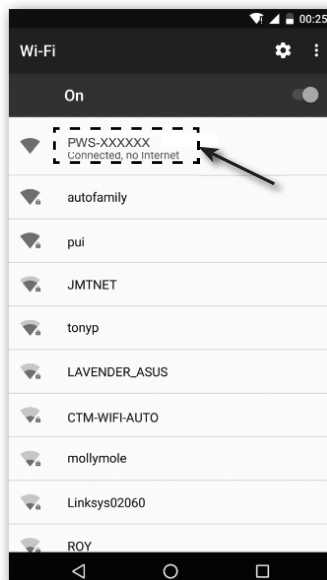 00:25
Wi-Fi
On
PWS-XXXXXX
Connected, no Internet
autofamily
pui
JMTNET
tonyp
LAVENDER_ASUS
CTM-WIFI-AUTO
mollymole
Linksys02060
ROY